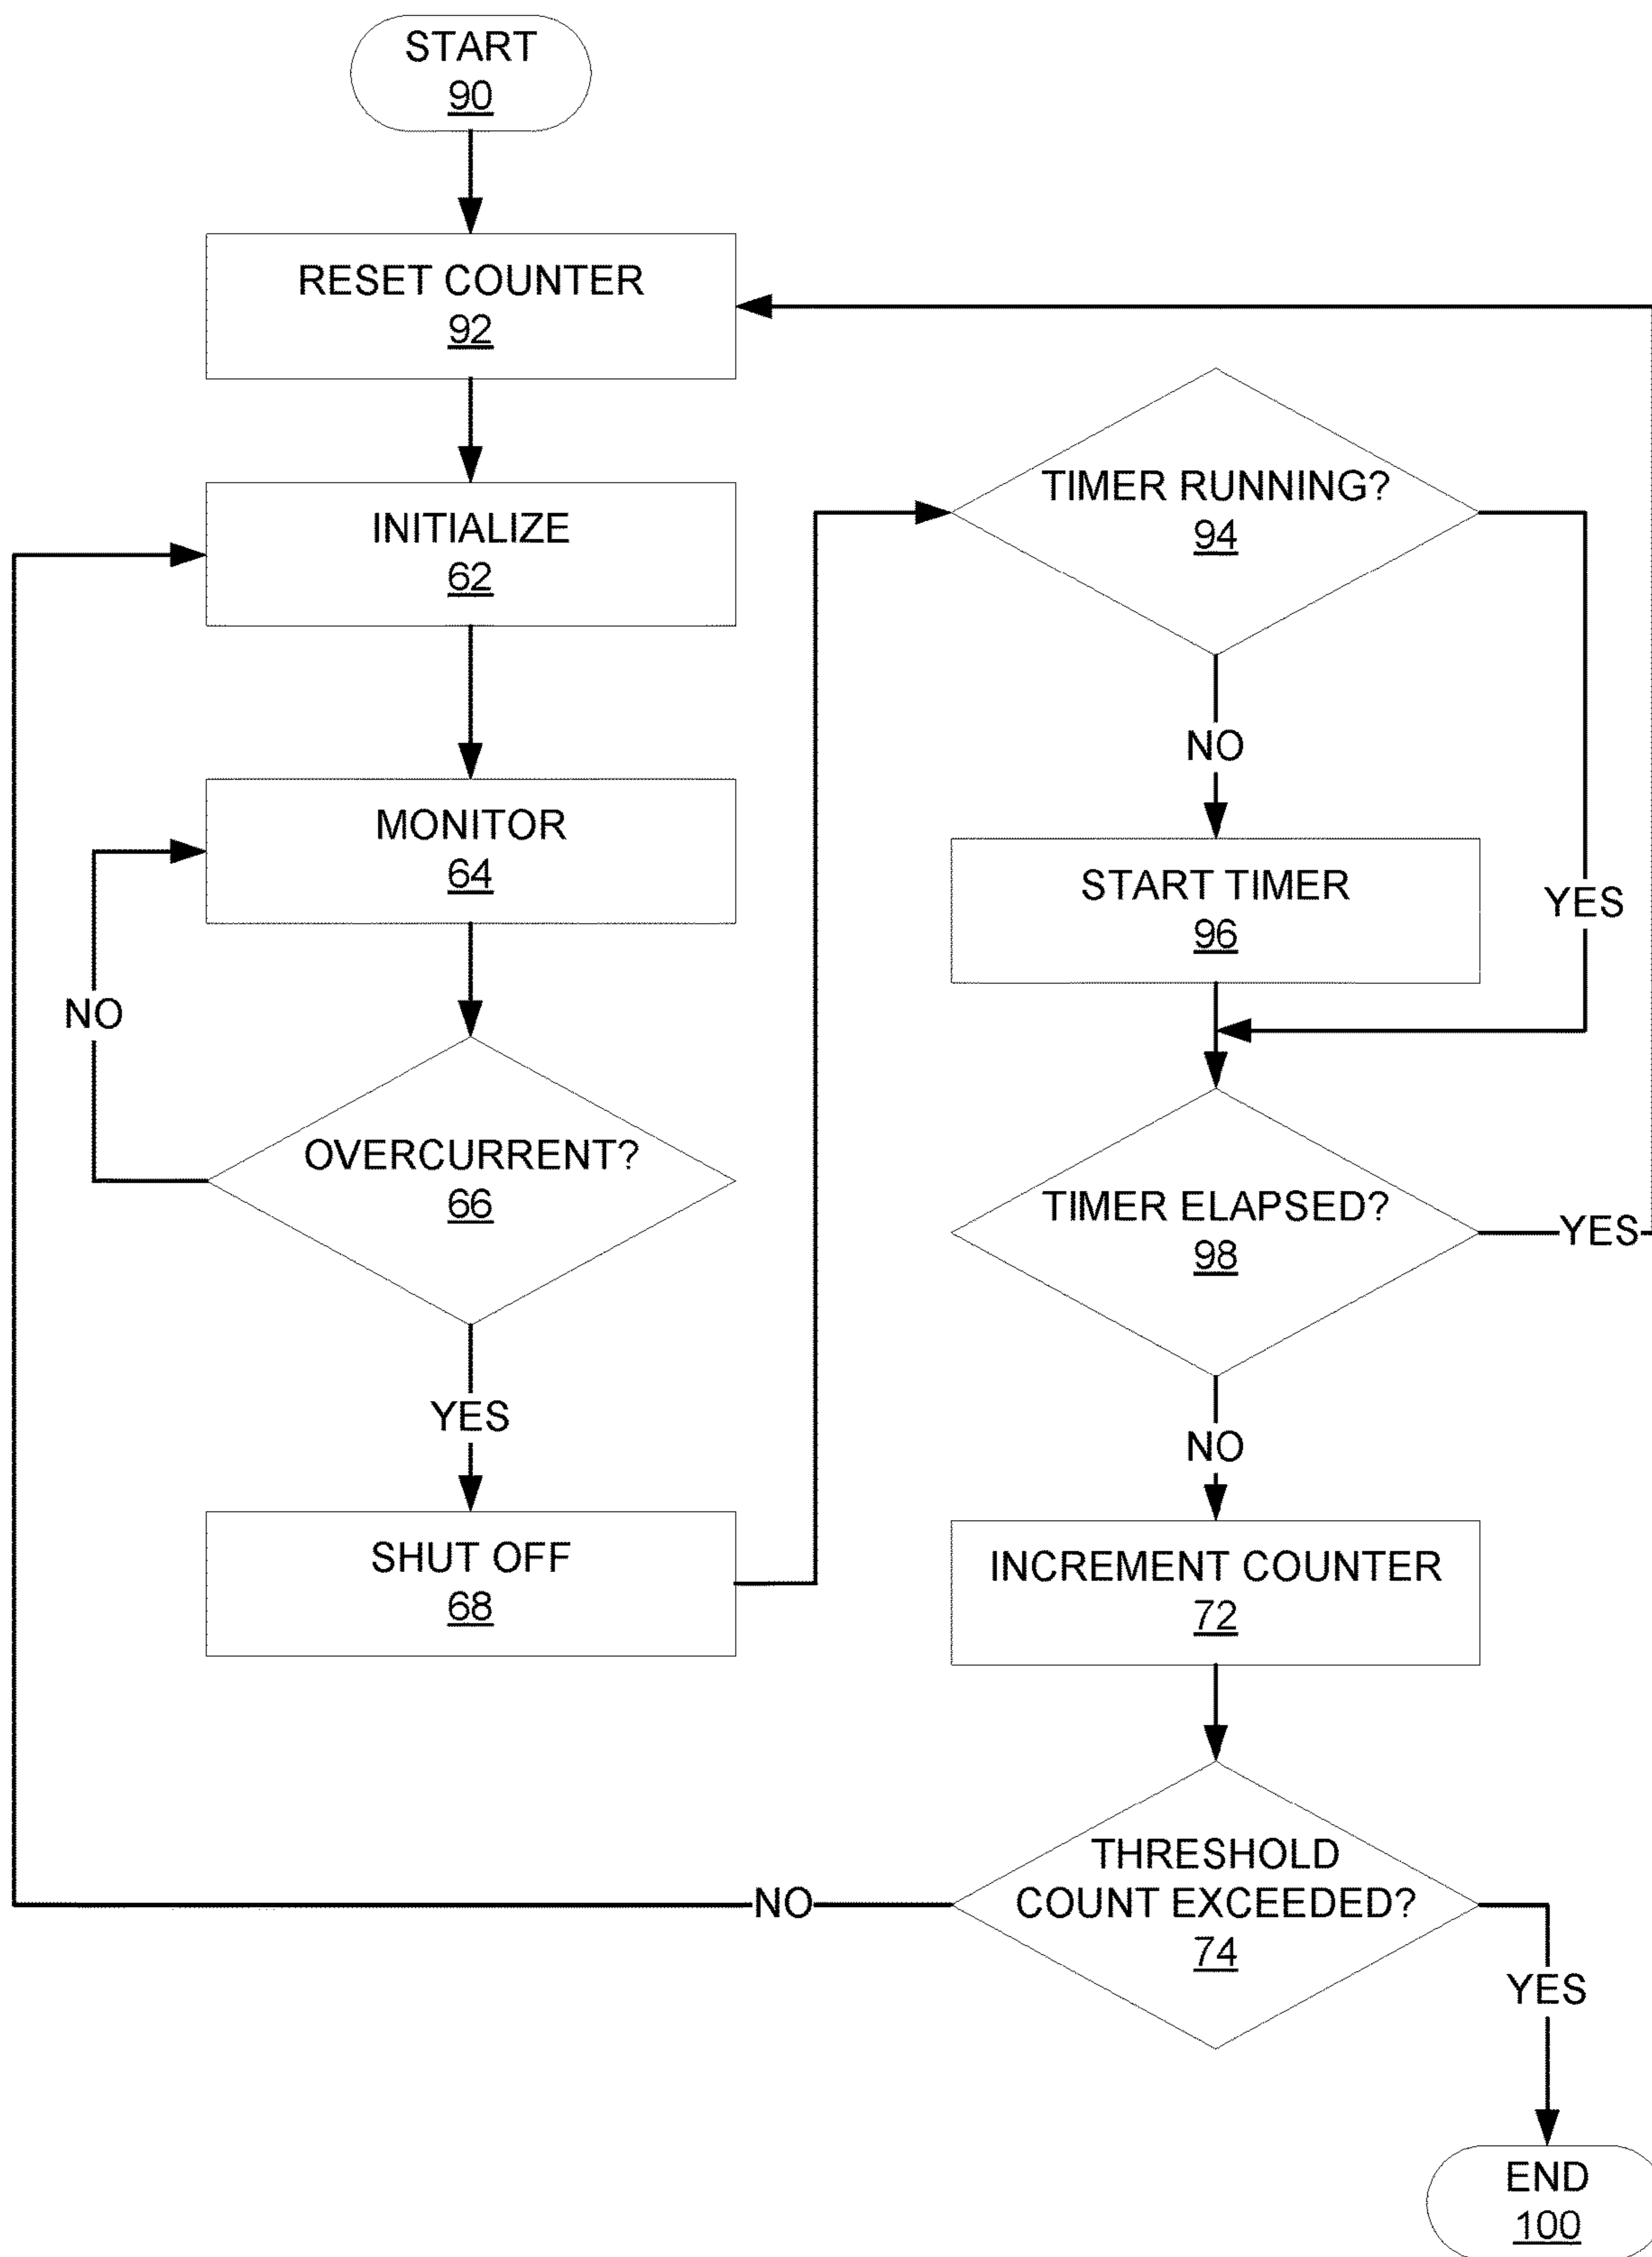 START
90
RESET COUNTER
92
INITIALIZE
62
MONITOR
64
NO
OVERCURRENT?
66
YES
SHUT OFF
68
TIMER RUNNING?
94
NO
YES
START TIMER
96
TIMER ELAPSED?
98
YES
NO
INCREMENT COUNTER
72
THRESHOLD
COUNT EXCEEDED?
74
NO
YES
END
100